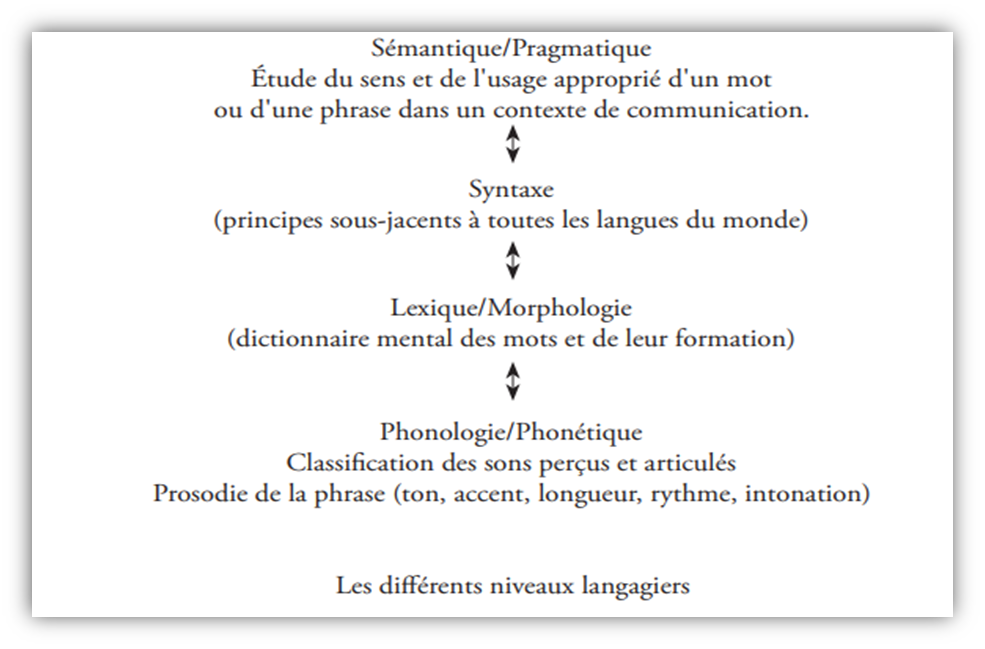 Sémantique/Pragmatique
Étude du sens et de l'usage approprié d'un mot
ou d'une phrase dans un contexte de communication.
Syntaxe
(principes sous-jacents à toutes les langues du monde)
Lexique/Morphologie
(dictionnaire mental des mots et de leur formation)
Phonologie/Phonétique
Classification des sons perçus et articulés
Prosodie de la phrase (ton, accent, longueur, rythme, intonation)
Les différents niveaux langagiers